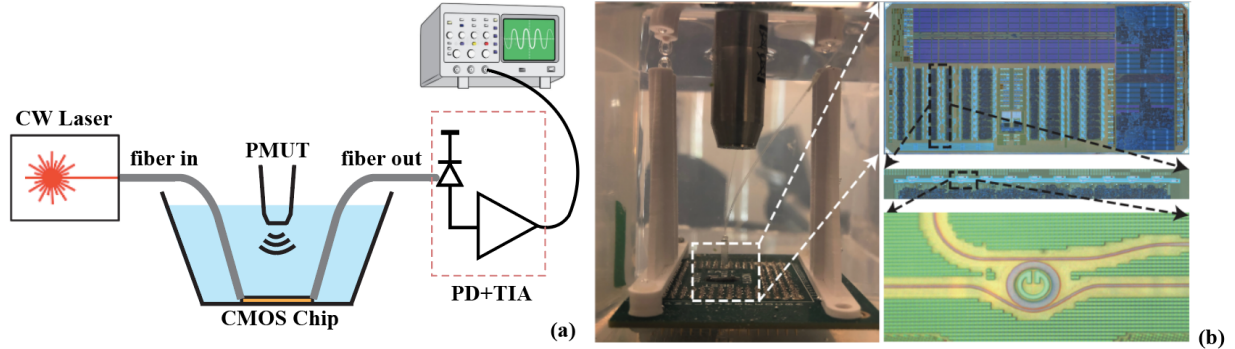 CW Laser
fiber in
PMUT
fiber out
PD+TIA
CMOS Chip
(a)
(b)